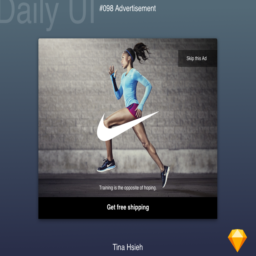 Daily UI
#098 Advertisement
Skip this Ad
Training is the opposite of hoping.
Get free shipping
Tina Hsieh